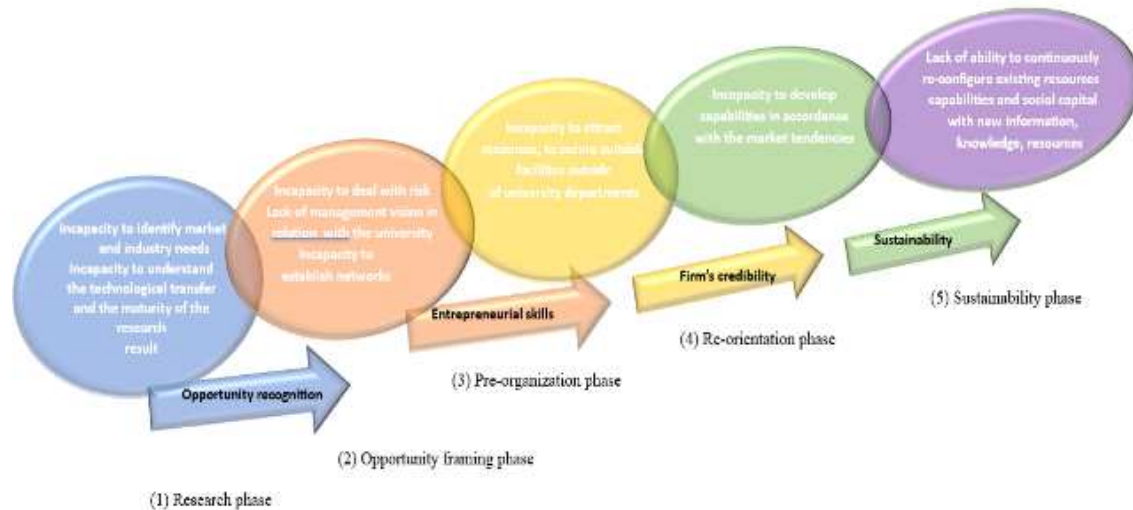 Incapacity to identify market
and industry needs
Incapacity to understand
the technological transfer
and the maturity of the
research
result
Opportunity recognition
(1) Research phase
Incapacity to deal with risk
Lack of management vision in
relation with the university
Incapacity to
establish networks
Entrepreneurial skills
(2) Opportunity framing phase
Incapacity to attract
resources, to secure outside
facilities outside
of university departments
Firm's credibility
(3) Pre-organization phase
Incapacity to develop
capabilities in accordance
with the market tendencies
Sustainability
(4) Re-orientation phase
Lack of ability to continuously
re-configure existing resources
capabilities and social capital
with new information,
knowledge, resources
(5) Sustainability phase